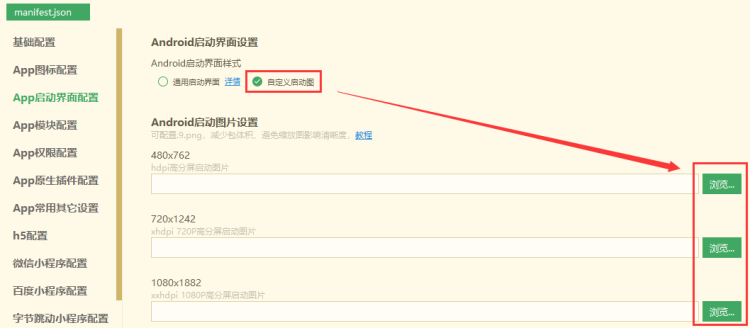 manifest.json
基础配置
App图标配置
App启动界面配置
App模块配置
App权限配置
App原生插件配置
App常用其它设置
h5配置
微信小程序配置
百度小程序配置
字节跳动小程序配置
Android启动界面设置
Android启动界面样式
通用启动界面 详情 自定义启动图
Android启动图片设置
可配置.9.png，减少包体积，避免缩放图影响清晰度，教程
480x762
hdpi高分屏启动图片
浏览...
720x1242
xhdpi 720P高分屏启动图片
浏览...
1080x1882
xxhdpi 1080P高分屏启动图片
浏览...